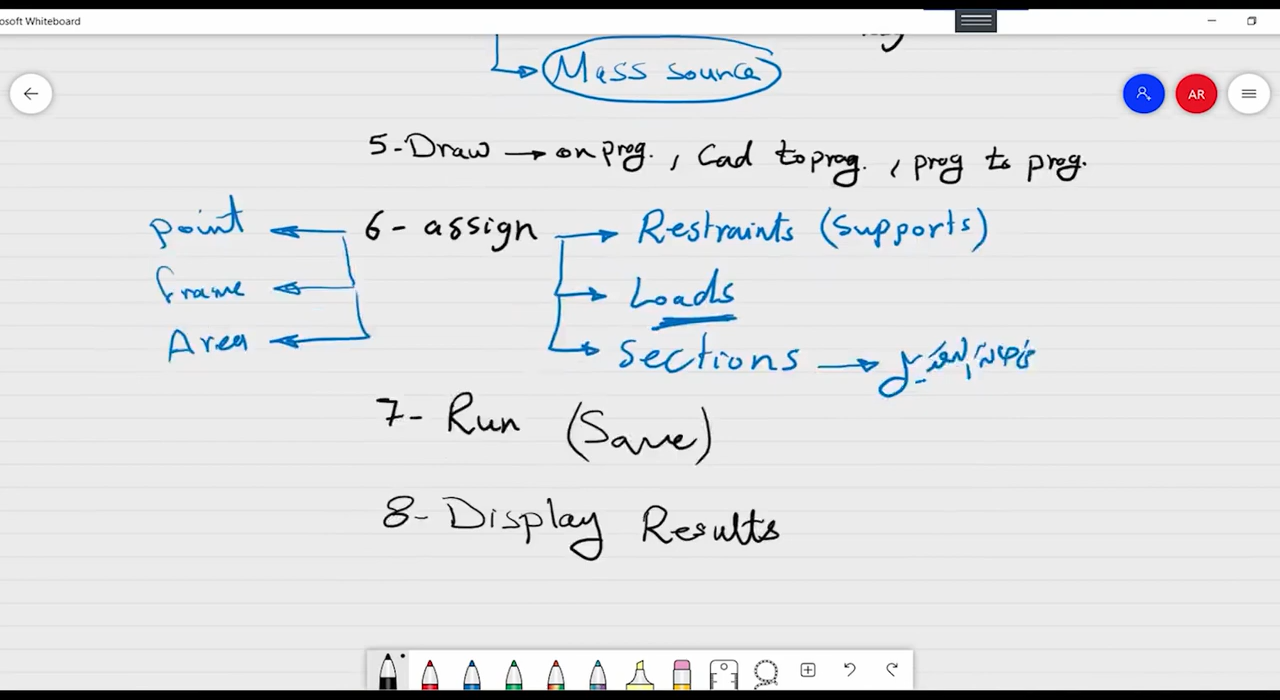 osoft Whiteboard
Mass source
AR
5-Draw → on prog. , Cad to prog. , prog to prog.
point ← 6- assign → Restraints (Supports)
frame ← → Loads
Area ← → Sections →
7- Run (Save)
8- Display Results